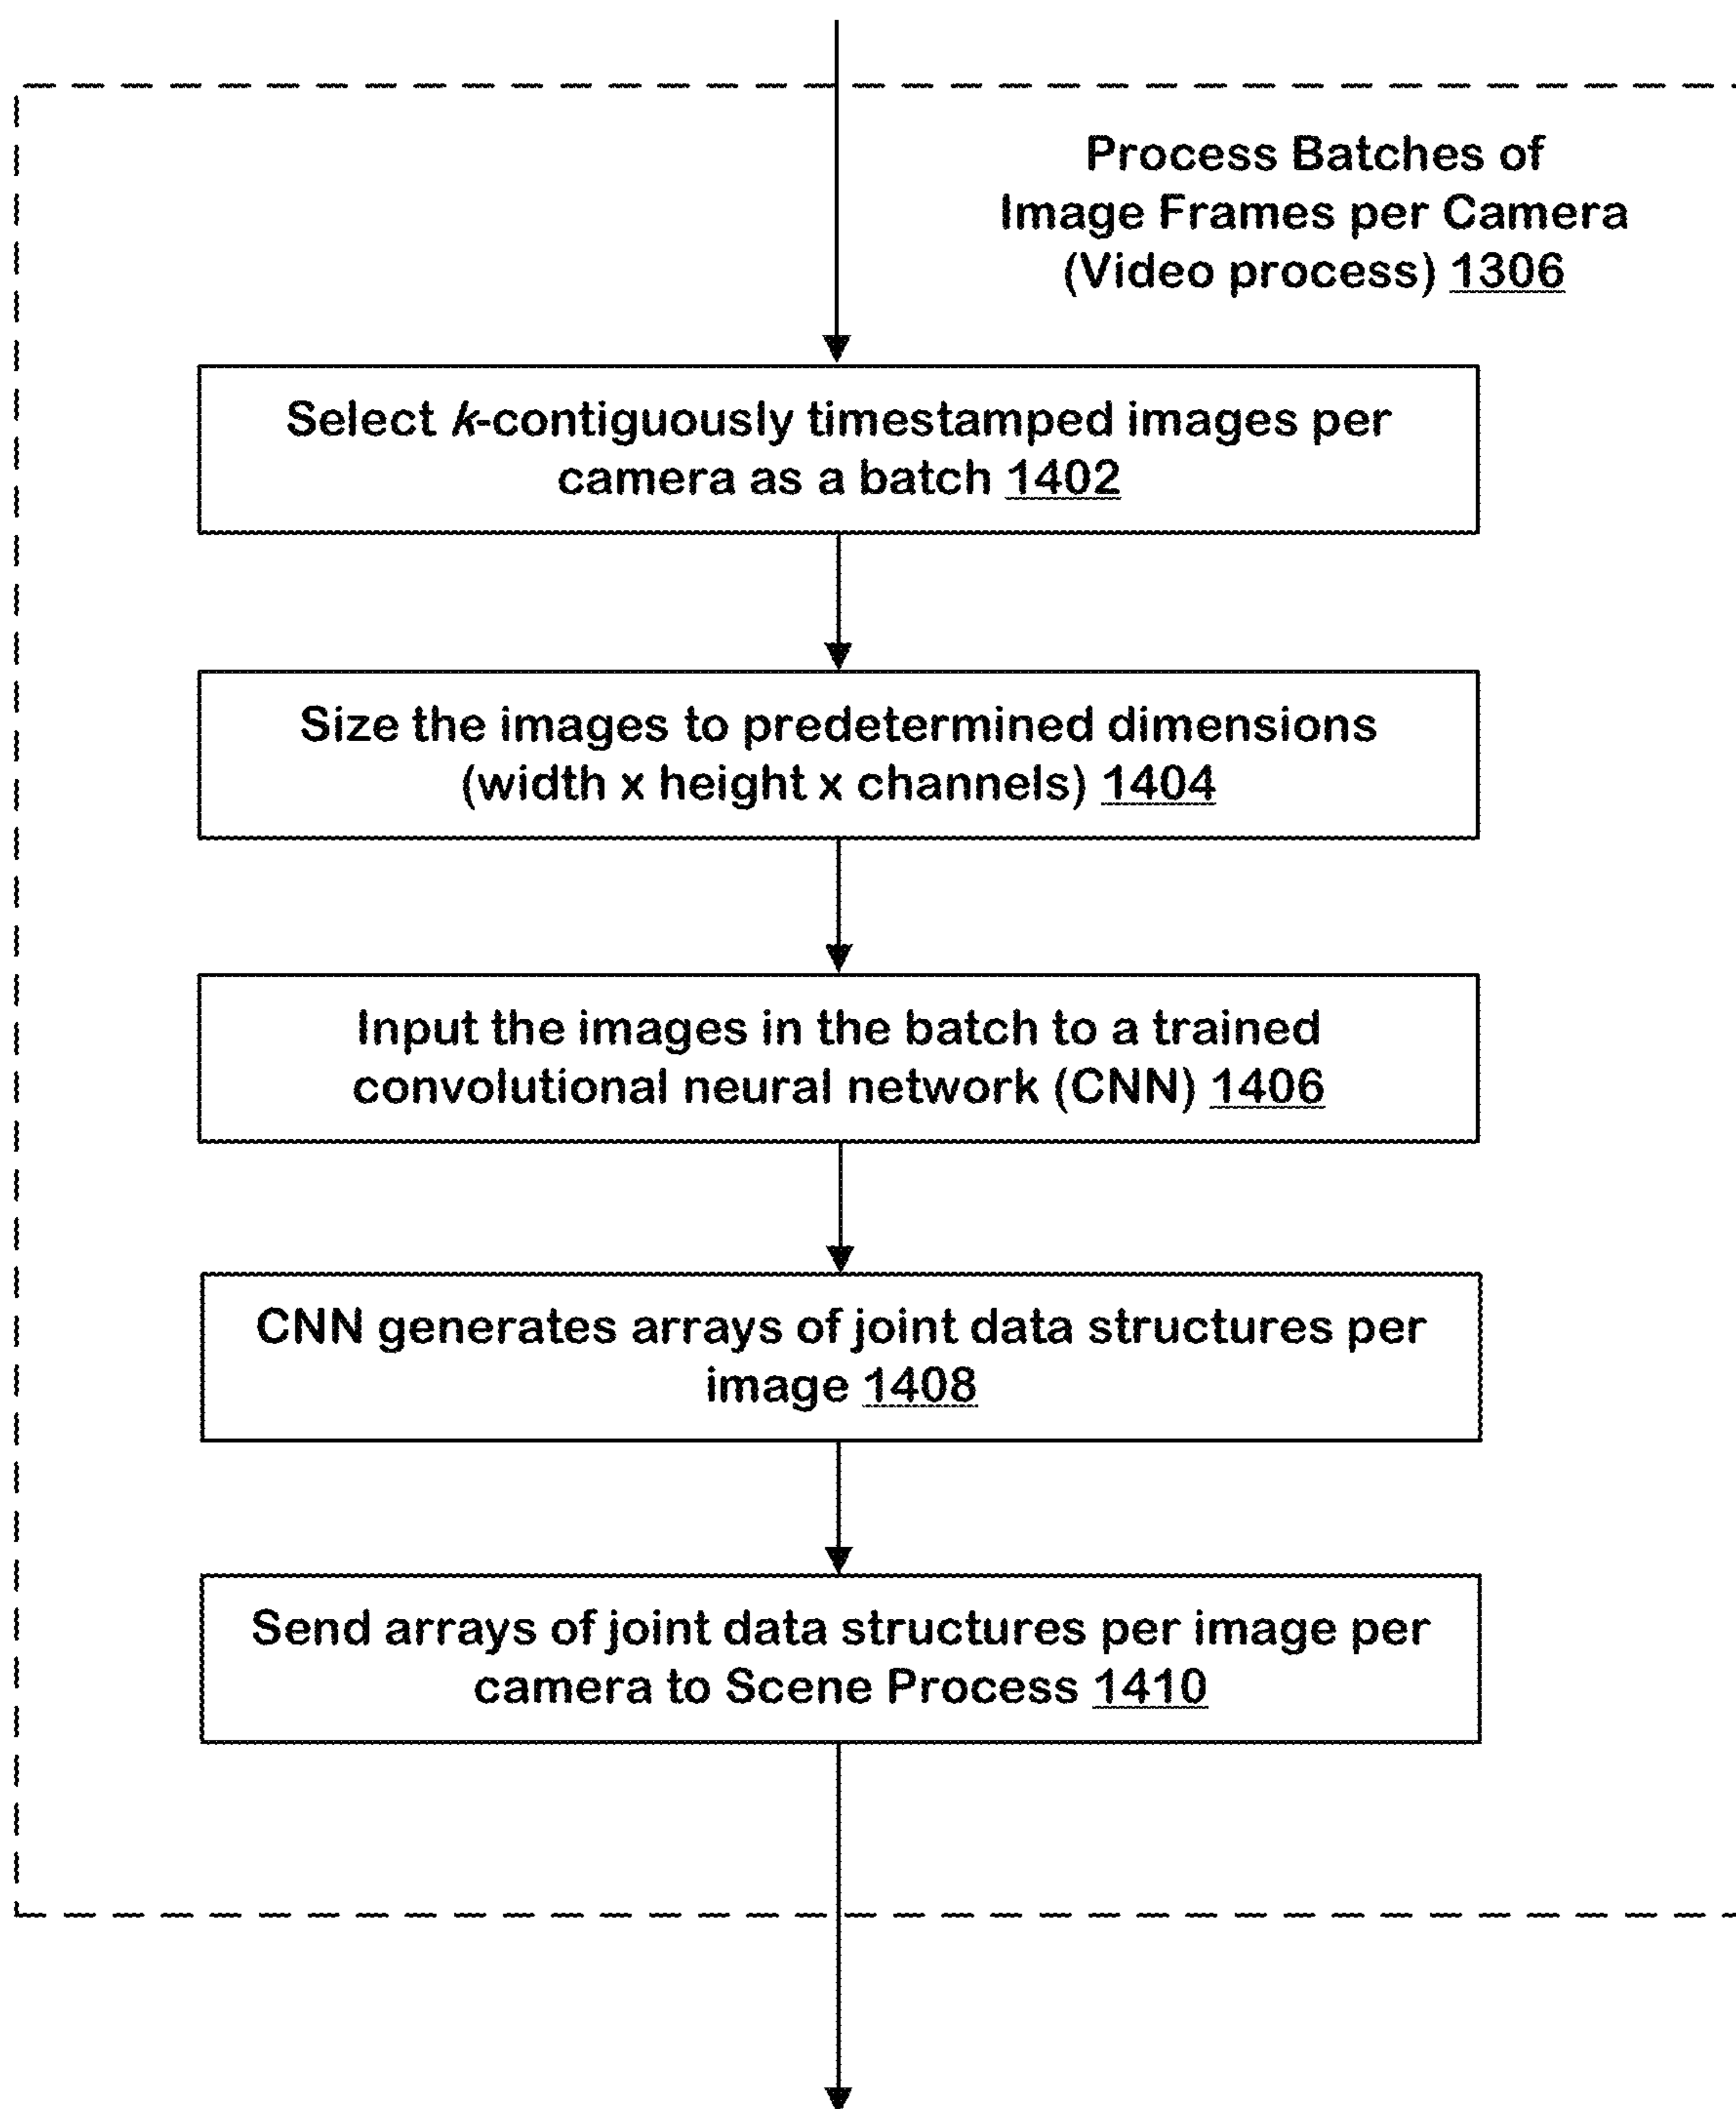 Process Batches of
Image Frames per Camera
(Video process) 1306
Select k-contiguously timestamped images per
camera as a batch 1402
Size the images to predetermined dimensions
(width x height x channels) 1404
Input the images in the batch to a trained
convolutional neural network (CNN) 1406
CNN generates arrays of joint data structures per
image 1408
Send arrays of joint data structures per image per
camera to Scene Process 1410